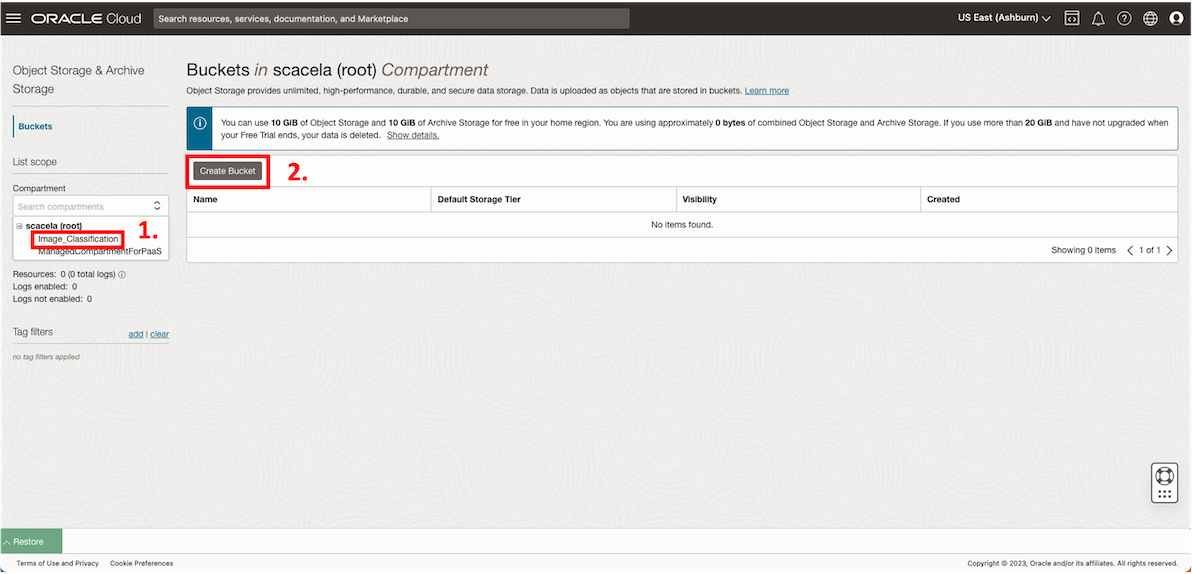 ORACLE Cloud
Search resources, services, documentation, and Marketplace
US East (Ashburn)
Object Storage & Archive
Storage
Buckets
List scope
Compartment
Search compartments
scacela (root)
1.
Image_Classification
ManagedCompartmentForPaaS
Resources: 0 (0 total logs)
Logs enabled: 0
Logs not enabled: 0
Tag filters
add | clear
no tag filters applied
Buckets in scacela (root) Compartment
Object Storage provides unlimited, high-performance, durable, and secure data storage. Data is uploaded as objects that are stored in buckets. Learn more
You can use 10 GiB of Object Storage and 10 GiB of Archive Storage for free in your home region. You are using approximately 0 bytes of combined Object Storage and Archive Storage. If you use more than 20 GiB and have not upgraded when
your Free Trial ends, your data is deleted. Show details.
Create Bucket
2.
Name Default Storage Tier Visibility Created
No items found.
Showing 0 items 1 of 1
Restore
Terms of Use and Privacy Cookie Preferences
Copyright © 2023, Oracle and/or its affiliates. All rights reserved.